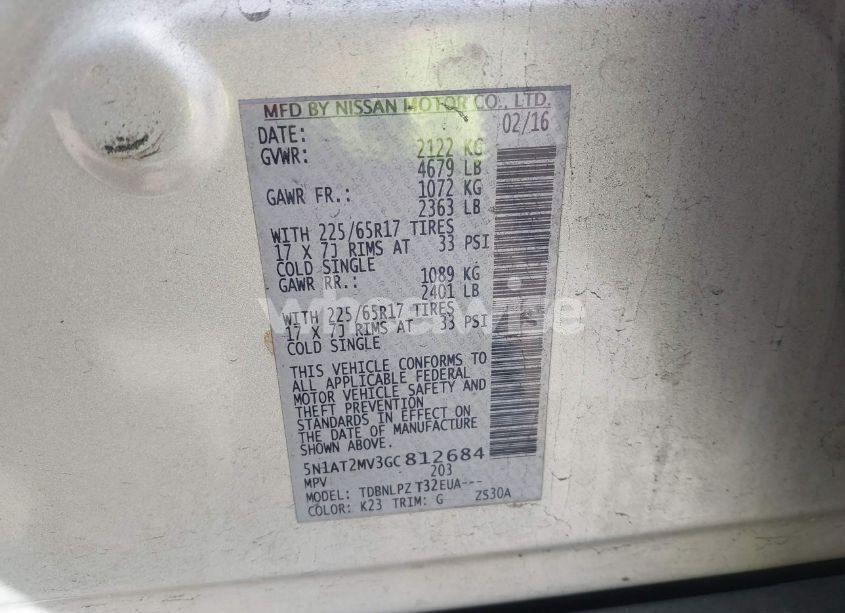 MFD BY NISSAN MOTOR CO., LTD.
DATE: 02/16
GVWR: 2122 KG
4679 LB
GAWR FR.: 1072 KG
2363 LB
WITH 225/65R17 TIRES
17 X 7J RIMS AT 33 PSI
COLD SINGLE
GAWR RR.: 1089 KG
2401 LB
WITH 225/65R17 TIRES
17 X 7J RIMS AT 33 PSI
COLD SINGLE
wheelwise
THIS VEHICLE CONFORMS TO
ALL APPLICABLE FEDERAL
MOTOR VEHICLE SAFETY AND
THEFT PREVENTION
STANDARDS IN EFFECT ON
THE DATE OF MANUFACTURE
SHOWN ABOVE.
5N1AT2MV3GC812684
MPV 203
MODEL: TDBNLPZ T32EUA---
COLOR: K23 TRIM: G ZS30A